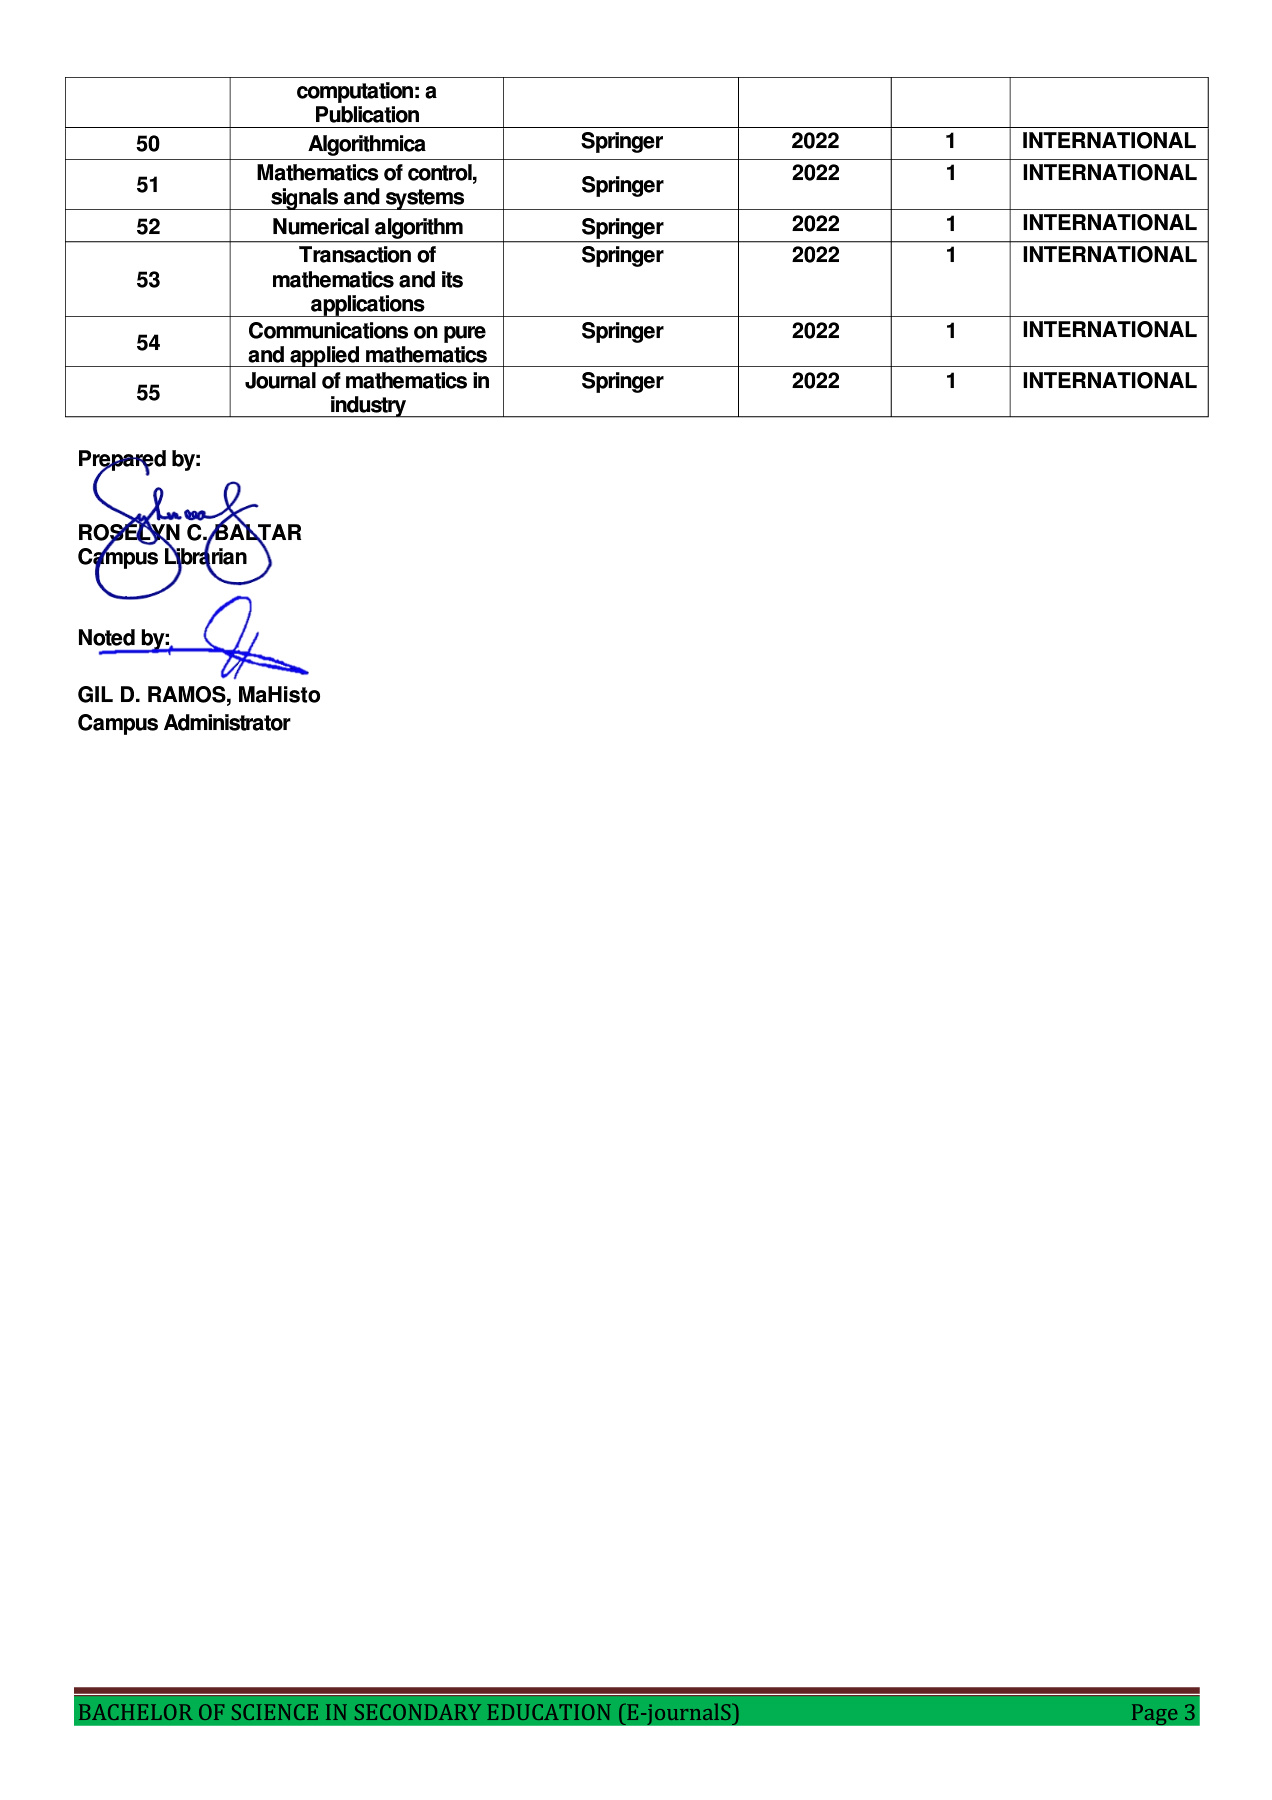 computation: a
Publication
50 Algorithmica Springer 2022 1 INTERNATIONAL
51 Mathematics of control,
signals and systems Springer 2022 1 INTERNATIONAL
52 Numerical algorithm Springer 2022 1 INTERNATIONAL
53 Transaction of
mathematics and its
applications Springer 2022 1 INTERNATIONAL
54 Communications on pure
and applied mathematics Springer 2022 1 INTERNATIONAL
55 Journal of mathematics in
industry Springer 2022 1 INTERNATIONAL
Prepared by:
ROSELYN C. BALTAR
Campus Librarian
Noted by:
GIL D. RAMOS, MaHisto
Campus Administrator
BACHELOR OF SCIENCE IN SECONDARY EDUCATION (E-journalS) Page 3